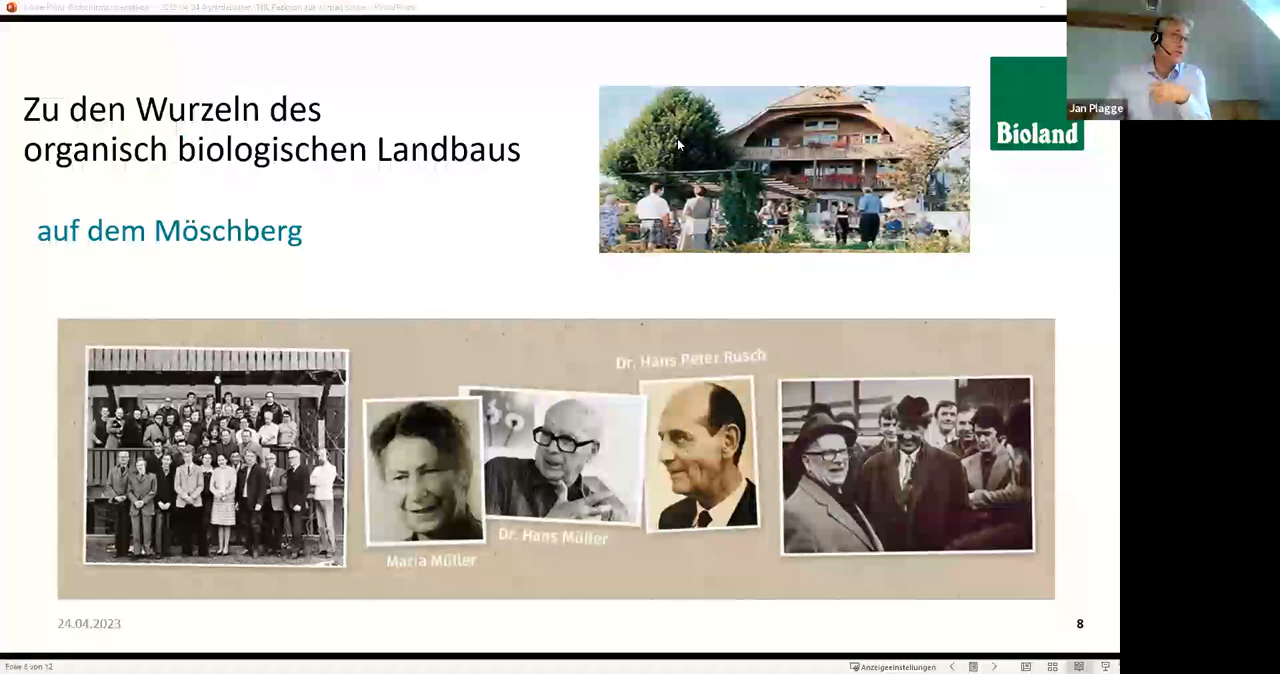 Zu den Wurzeln des
organisch biologischen Landbaus
auf dem Möschberg
Bioland
Jan Plagge
Dr. Hans Peter Rusch
Dr. Hans Müller
Maria Müller
24.04.2023
8
Folie 8 von 12
Anzeigeeinstellungen